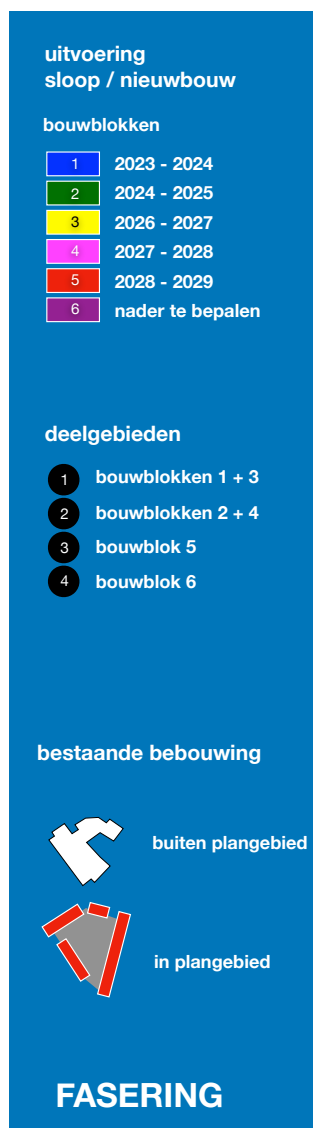 uitvoering
sloop / nieuwbouw
bouwblokken
1 2023 - 2024
2 2024 - 2025
3 2026 - 2027
4 2027 - 2028
5 2028 - 2029
6 nader te bepalen
deelgebieden
1 bouwblokken 1 + 3
2 bouwblokken 2 + 4
3 bouwblok 5
4 bouwblok 6
bestaande bebouwing
buiten plangebied
in plangebied
FASERING